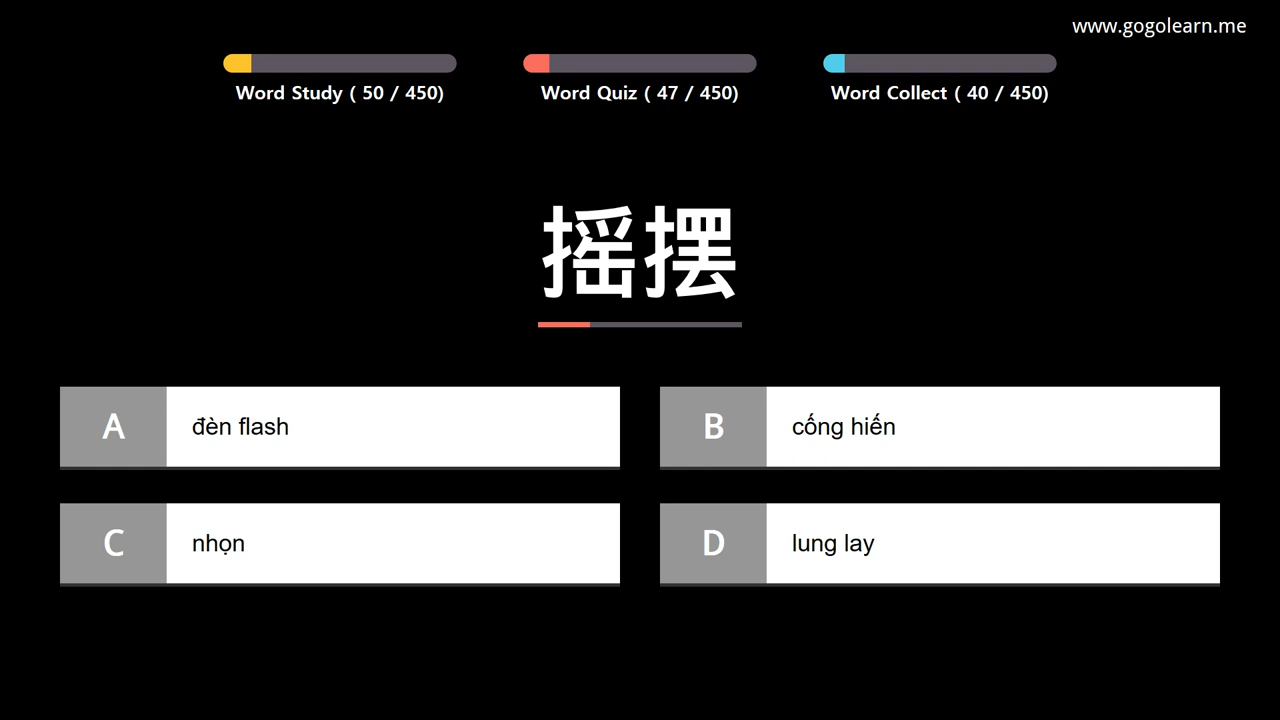 www.gogolearn.me
Word Study ( 50 / 450)
Word Quiz ( 47 / 450)
Word Collect ( 40 / 450)
摇摆
A
đèn flash
B
cống hiến
C
nhọn
D
lung lay